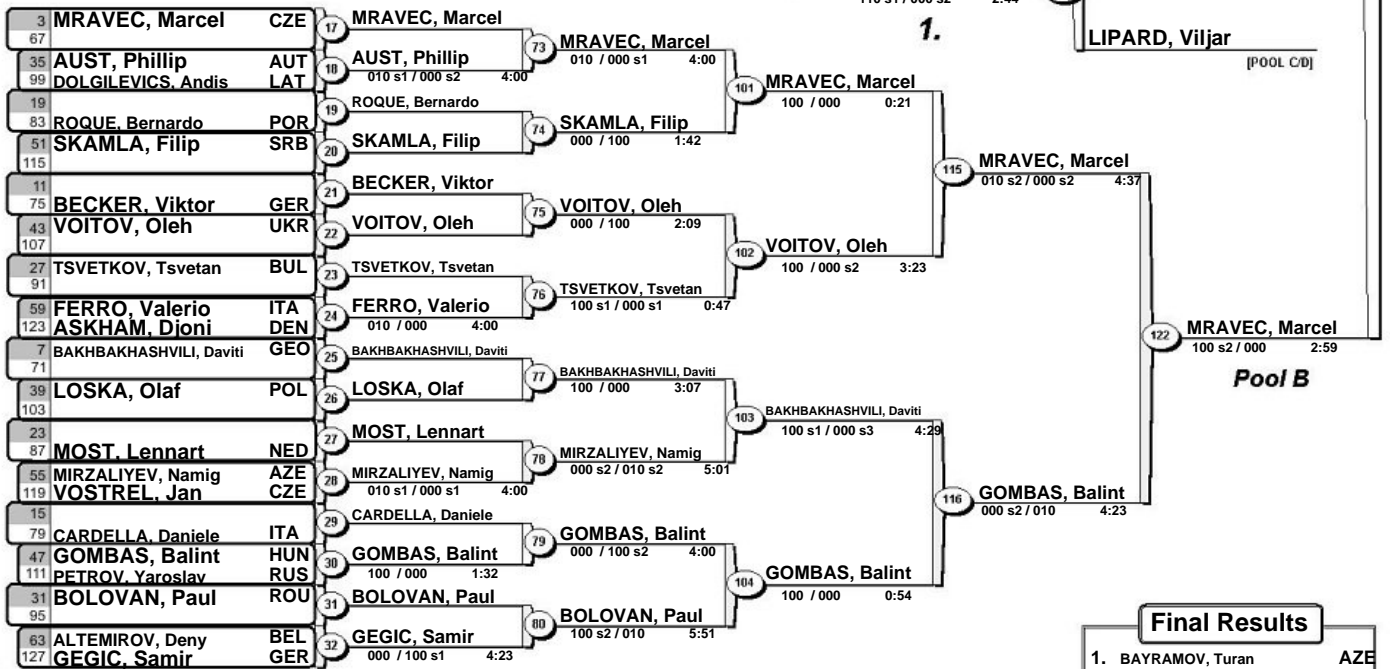 110 s1 / 000 s2 2:44
1.
LIPARD, Viljar
[POOL C/D]
3 MRAVEC, Marcel CZE
67
35 AUST, Phillip AUT
99 DOLGILEVICS, Andis LAT
19
83 ROQUE, Bernardo POR
51 SKAMLA, Filip SRB
115
11
75 BECKER, Viktor GER
43 VOITOV, Oleh UKR
107
27 TSVETKOV, Tsvetan BUL
91
59 FERRO, Valerio ITA
123 ASKHAM, Djoni DEN
7 BAKHBAKHASHVILI, Daviti GEO
71
39 LOSKA, Olaf POL
103
23
87 MOST, Lennart NED
55 MIRZALIYEV, Namig AZE
119 VOSTREL, Jan CZE
15
79 CARDELLA, Daniele ITA
47 GOMBAS, Balint HUN
111 PETROV, Yaroslav RUS
31 BOLOVAN, Paul ROU
95
63 ALTEMIROV, Deny BEL
127 GEGIC, Samir GER
17 MRAVEC, Marcel
18 AUST, Phillip
010 s1 / 000 s2 4:00
19 ROQUE, Bernardo
20 SKAMLA, Filip
21 BECKER, Viktor
22 VOITOV, Oleh
23 TSVETKOV, Tsvetan
24 FERRO, Valerio
010 / 000 4:00
25 BAKHBAKHASHVILI, Daviti
26 LOSKA, Olaf
27 MOST, Lennart
28 MIRZALIYEV, Namig
010 s1 / 000 s1 4:00
29 CARDELLA, Daniele
30 GOMBAS, Balint
100 / 000 1:32
31 BOLOVAN, Paul
32 GEGIC, Samir
000 / 100 s1 4:23
73 MRAVEC, Marcel
010 / 000 s1 4:00
74 SKAMLA, Filip
000 / 100 1:42
75 VOITOV, Oleh
000 / 100 2:09
76 TSVETKOV, Tsvetan
100 s1 / 000 s1 0:47
77 BAKHBAKHASHVILI, Daviti
100 / 000 3:07
78 MIRZALIYEV, Namig
000 s2 / 010 s2 5:01
79 GOMBAS, Balint
000 / 100 s2 4:00
80 BOLOVAN, Paul
100 s2 / 010 5:51
101 MRAVEC, Marcel
100 / 000 0:21
102 VOITOV, Oleh
100 / 000 s2 3:23
103 BAKHBAKHASHVILI, Daviti
100 s1 / 000 s3 4:29
104 GOMBAS, Balint
100 / 000 0:54
115 MRAVEC, Marcel
010 s2 / 000 s2 4:37
116 GOMBAS, Balint
000 s2 / 010 4:23
122 MRAVEC, Marcel
100 s2 / 000 2:59
Pool B
Final Results
1. BAYRAMOV, Turan AZE